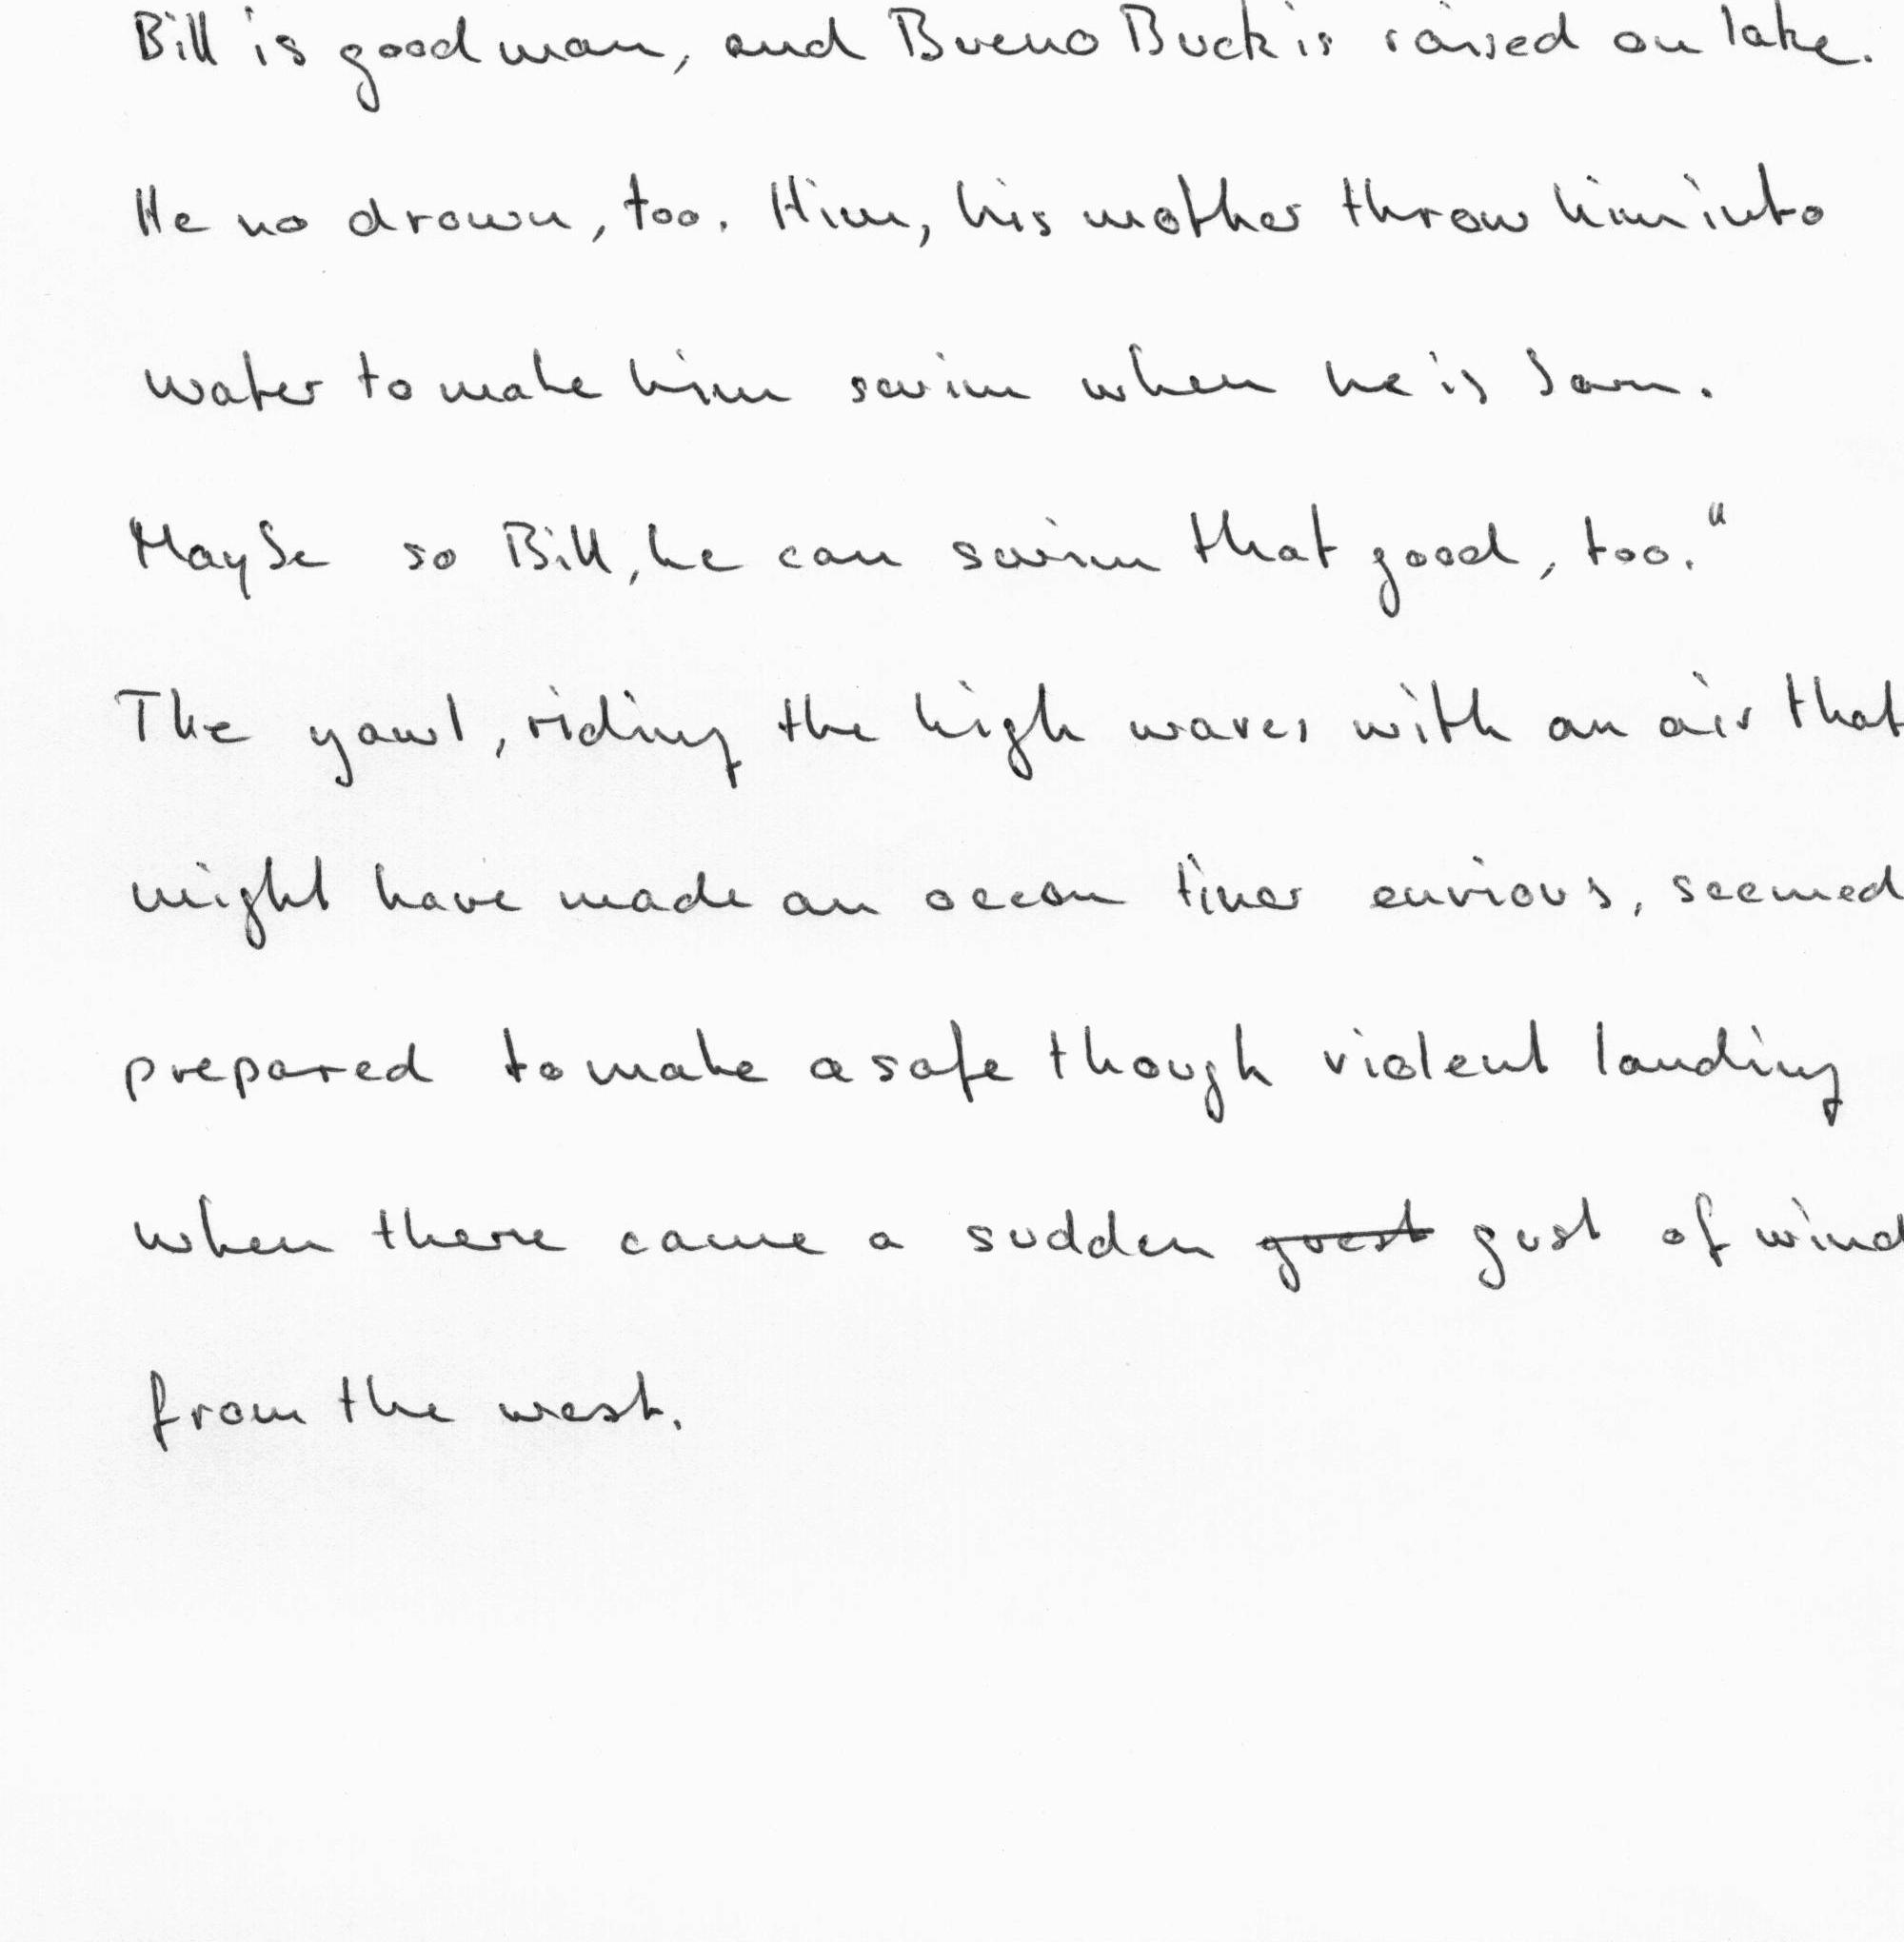 Bill is good man, and Bueno Buck is raised on lake.
He no drown, too. Him, his mother throw him into
water to make him swim when he is born.
Maybe so Bill, he can swim that good, too."
The yawl, riding the high waves with an air that
might have made an ocean liner envious, seemed
prepared to make a safe though violent landing
when there came a sudden guest gust of wind
from the west.